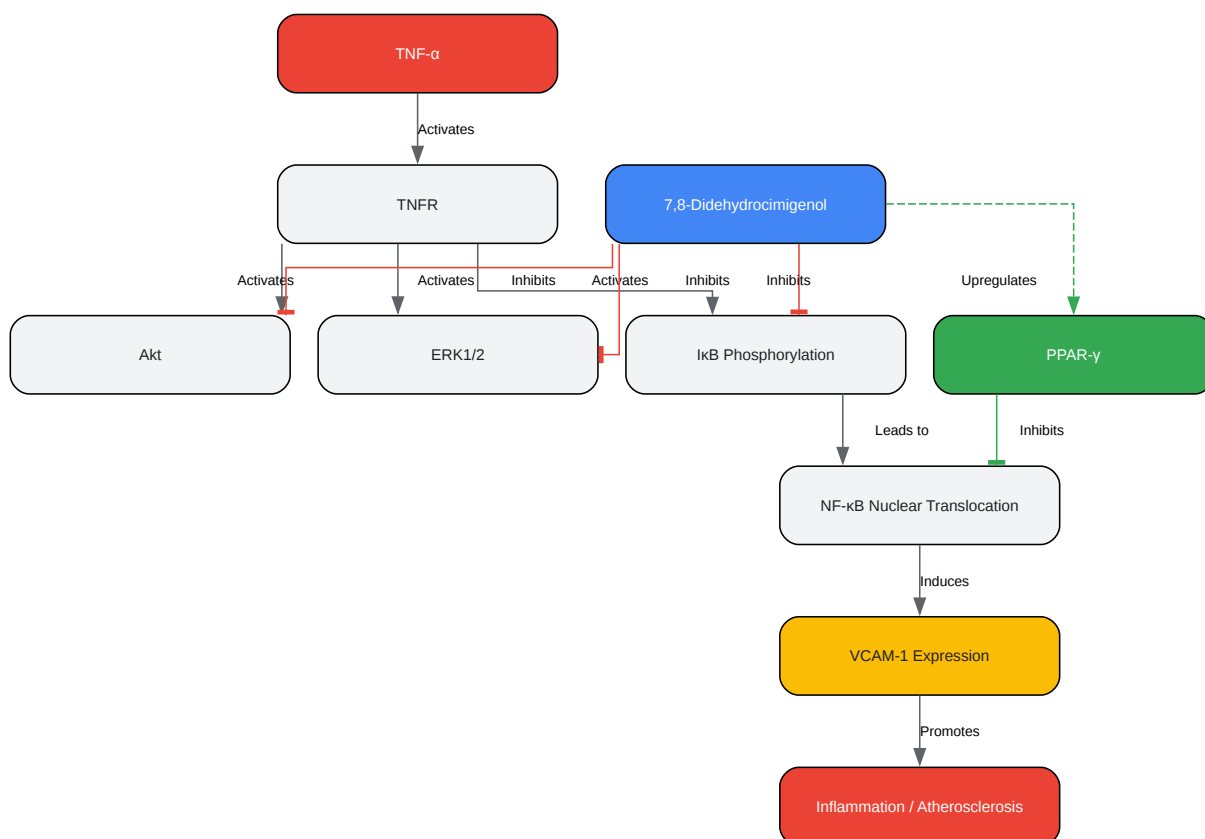 TNF-α
Activates
TNFR
7,8-Didehydrocimigenol
Activates
Activates
Inhibits
Activates
Inhibits
Inhibits
Upregulates
Akt
ERK1/2
IκB Phosphorylation
PPAR-γ
Leads to
Inhibits
NF-κB Nuclear Translocation
Induces
VCAM-1 Expression
Promotes
Inflammation / Atherosclerosis